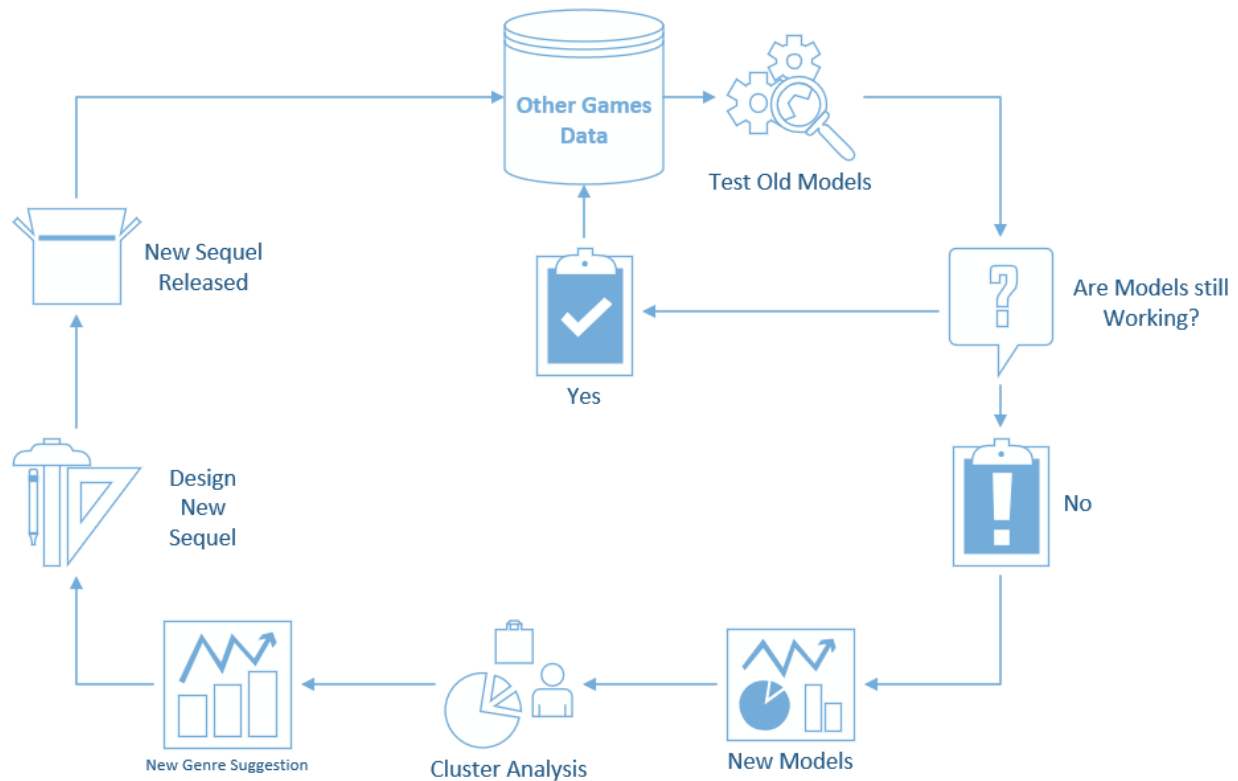 Other Games
Data
Test Old Models
New Sequel
Released
Are Models still
Working?
Yes
Design
New
Sequel
No
New Genre Suggestion
Cluster Analysis
New Models